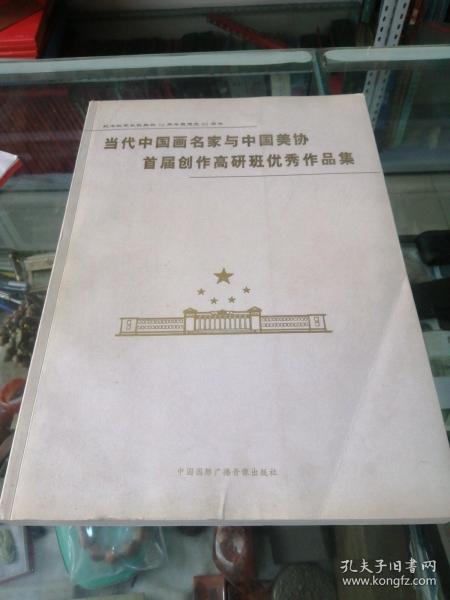 当代中国画名家与中国美协
首届创作高研班优秀作品集
中国国际广播音像出版社
孔夫子旧书网
www.kongfz.com